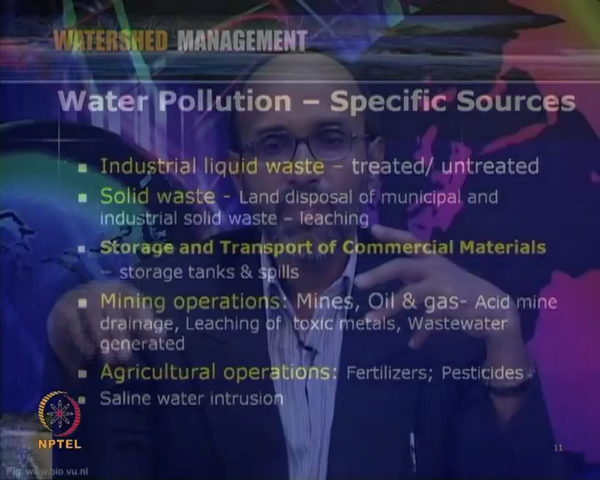 WATERSHED MANAGEMENT
Water Pollution – Specific Sources
Industrial liquid waste – treated/ untreated
Solid waste - Land disposal of municipal and
industrial solid waste – leaching
Storage and Transport of Commercial Materials
– storage tanks & spills
Mining operations: Mines, Oil & gas- Acid mine
drainage, Leaching of toxic metals, Wastewater
generated
Agricultural operations: Fertilizers; Pesticides
Saline water intrusion
NPTEL
11
Fig: www.bio.vu.nl